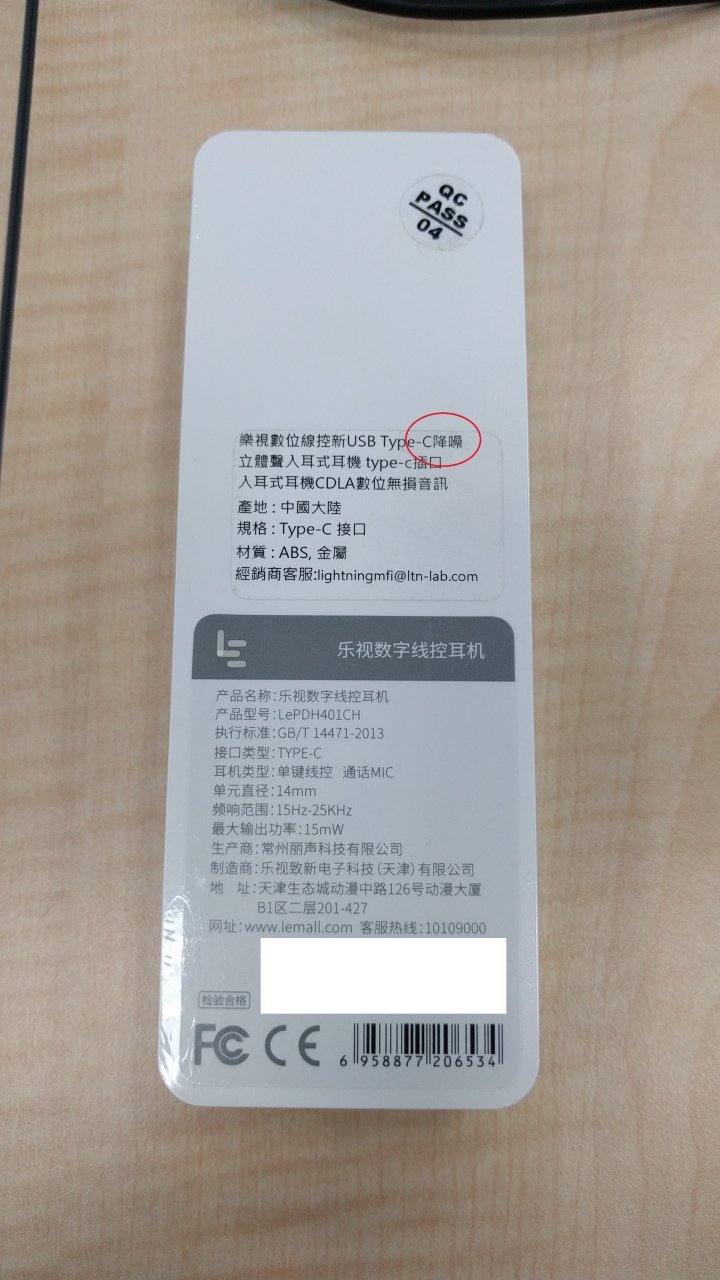 QC
PASS
04
樂視數位線控新USB Type-C降噪
立體聲入耳式耳機 type-c插口
入耳式耳機CDLA數位無損音訊
產地：中國大陸
規格：Type-C 接口
材質：ABS, 金屬
經銷商客服:lightningmfi@ltn-lab.com
乐视数字线控耳机
产品名称：乐视数字线控耳机
产品型号：LePDH401CH
执行标准：GB/T 14471-2013
接口类型：TYPE-C
耳机类型：单键线控 通话MIC
单元直径：14mm
频响范围：15Hz-25KHz
最大输出功率：15mW
生产商：常州丽声科技有限公司
制造商：乐视致新电子科技（天津）有限公司
地 址：天津生态城动漫中路126号动漫大厦
B1区二层201-427
网址：www.lemall.com 客服热线：10109000
检验合格
FC CE
6 958877 206534